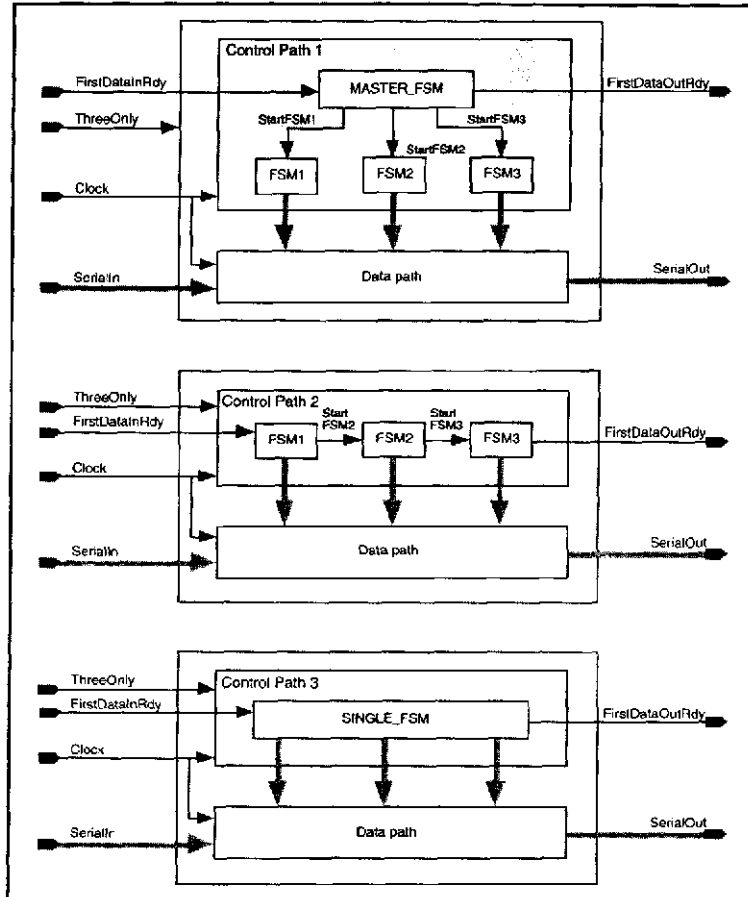 Control Path 1
FirstDataInRdy
MASTER_FSM
FirstDataOutRdy
ThreeOnly
StartFSM1
StartFSM3
StartFSM2
FSM1
FSM2
FSM3
Clock
Data path
SerialIn
SerialOut
ThreeOnly
Control Path 2
FirstDataInRdy
Start
FSM2
Start
FSM3
FSM1
FSM2
FSM3
FirstDataOutRdy
Clock
Data path
SerialIn
SerialOut
ThreeOnly
Control Path 3
FirstDataInRdy
SINGLE_FSM
FirstDataOutRdy
Clock
Data path
SerialIn
SerialOut